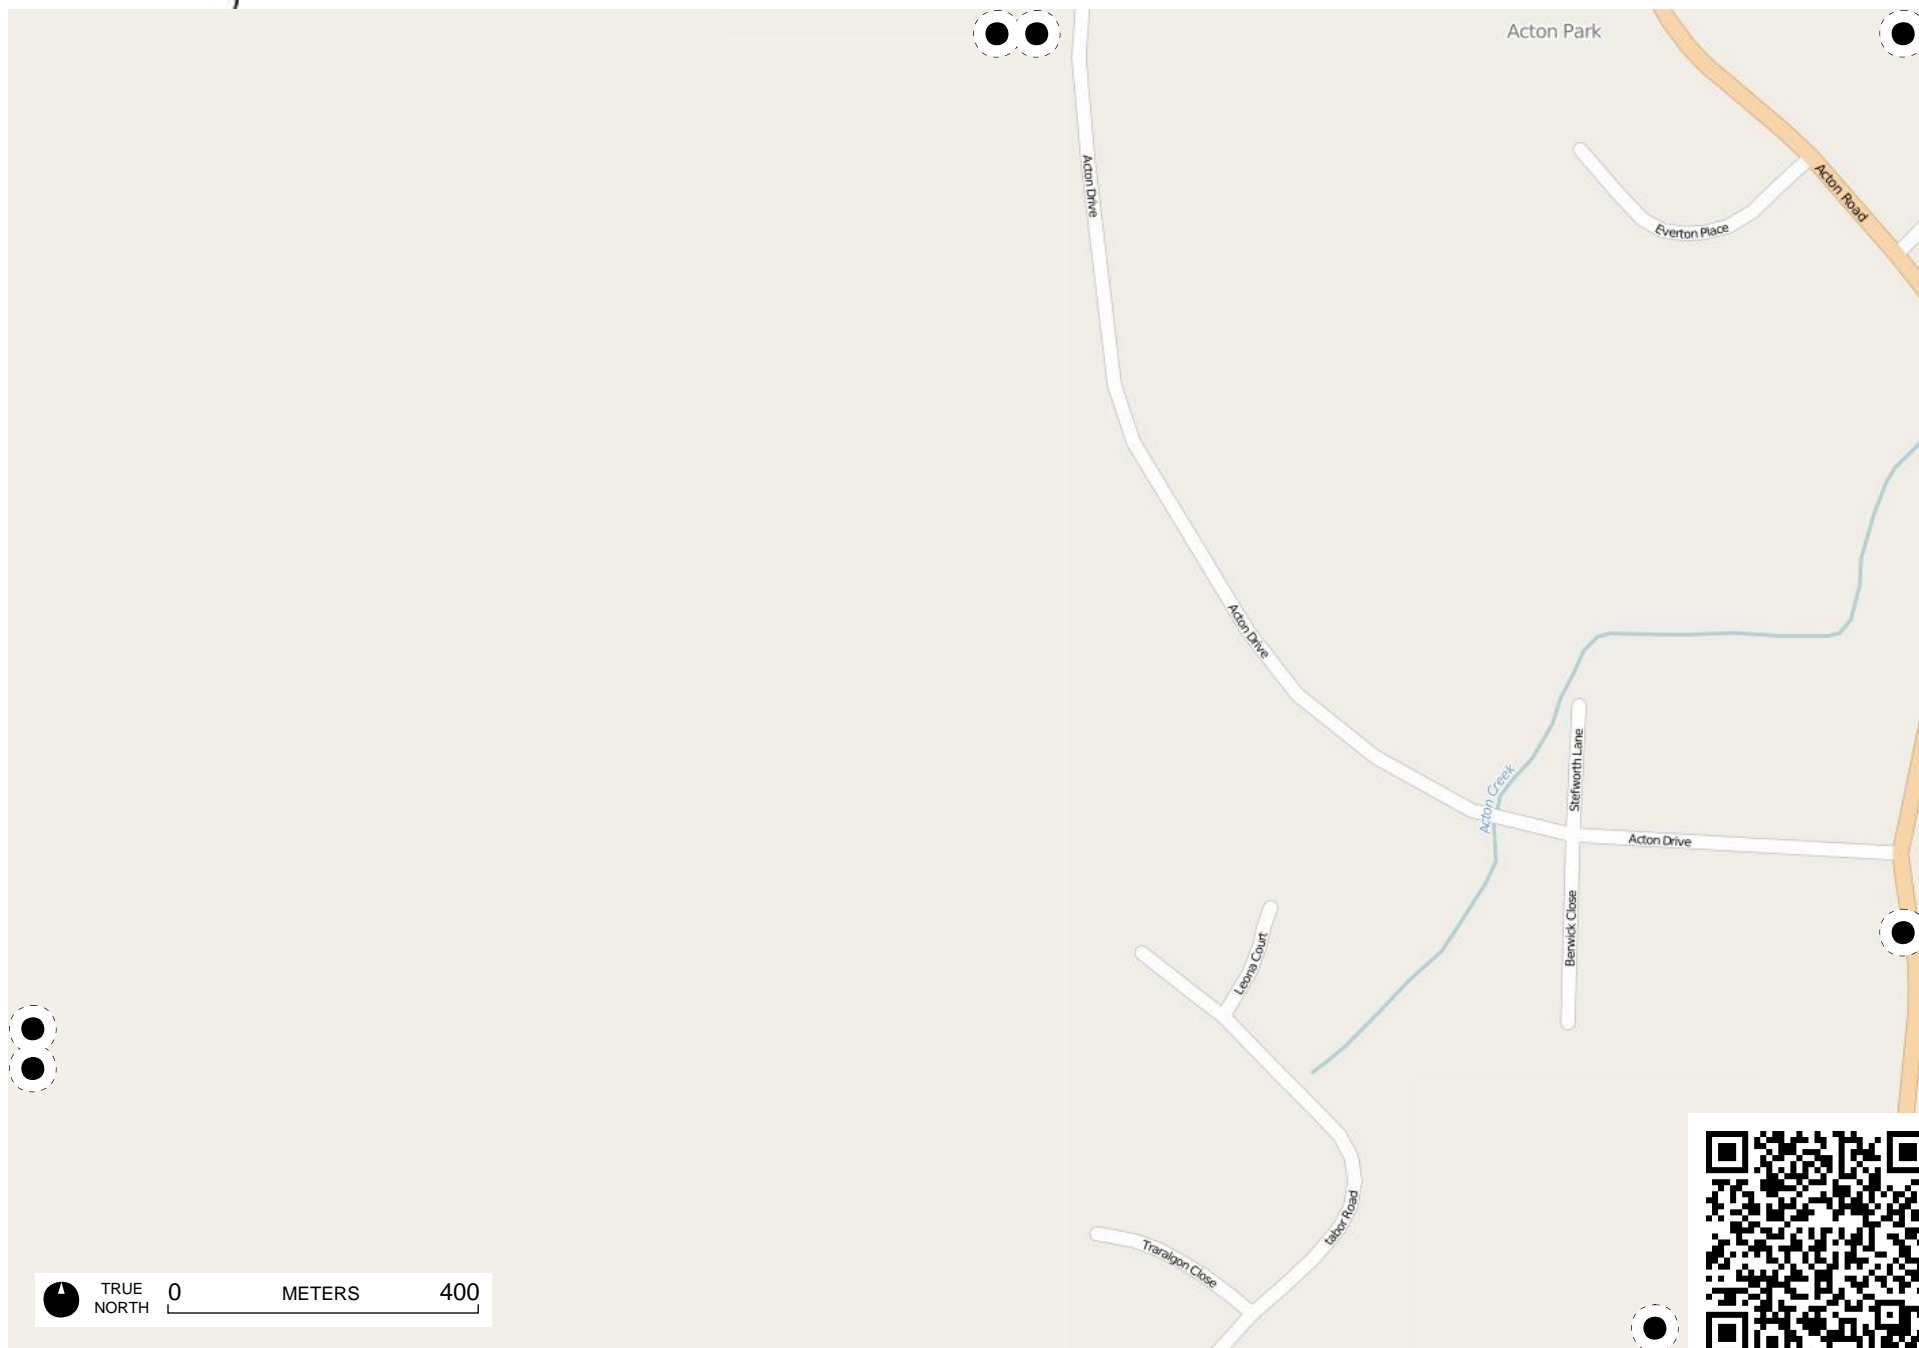 Acton Park
Acton Drive
Acton Road
Everton Place
Acton Drive
Stefworth Lane
Acton Creek
Acton Drive
Berwick Close
Leona Court
tabor Road
Traralgon Close
TRUE
NORTH
0 METERS 400